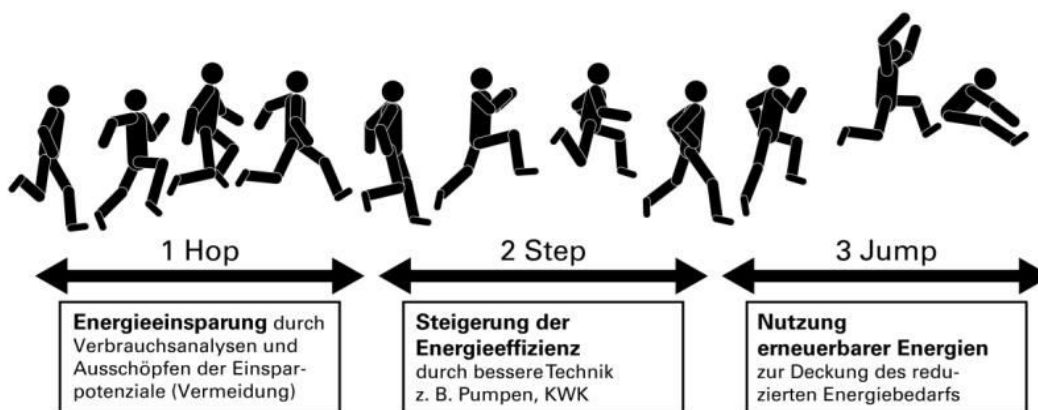 1 Hop
2 Step
3 Jump
Energieeinsparung durch
Verbrauchsanalysen und
Ausschöpfen der Einspar-
potenziale (Vermeidung)
Steigerung der
Energieeffizienz
durch bessere Technik
z. B. Pumpen, KWK
Nutzung
erneuerbarer Energien
zur Deckung des redu-
zierten Energiebedarfs